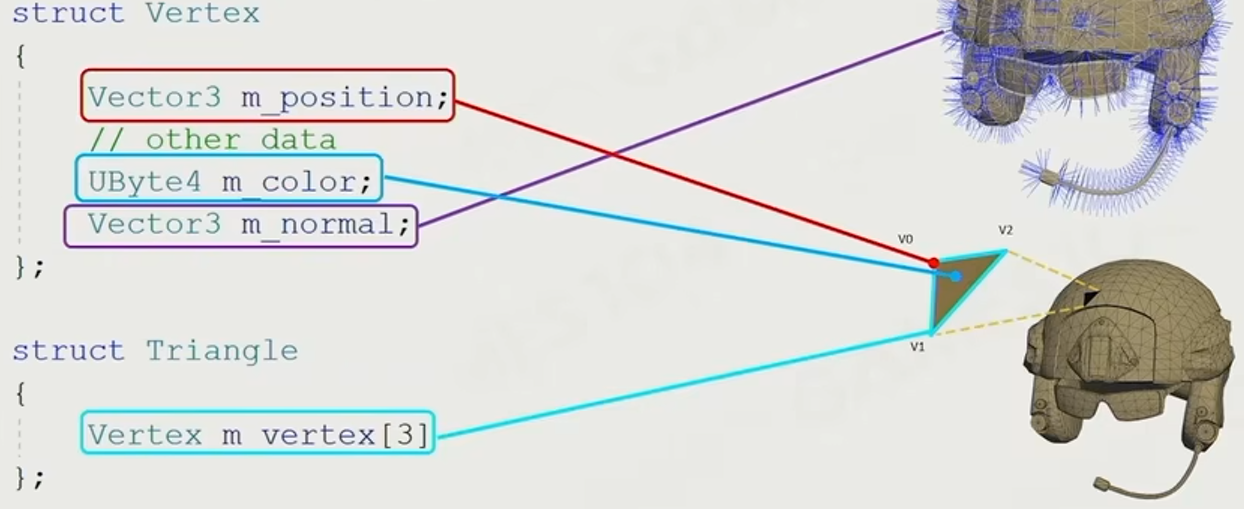 struct Vertex
{
Vector3 m_position;
// other data
UByte4 m_color;
Vector3 m_normal;
};
V0
V2
V1
struct Triangle
{
Vertex m_vertex[3]
};